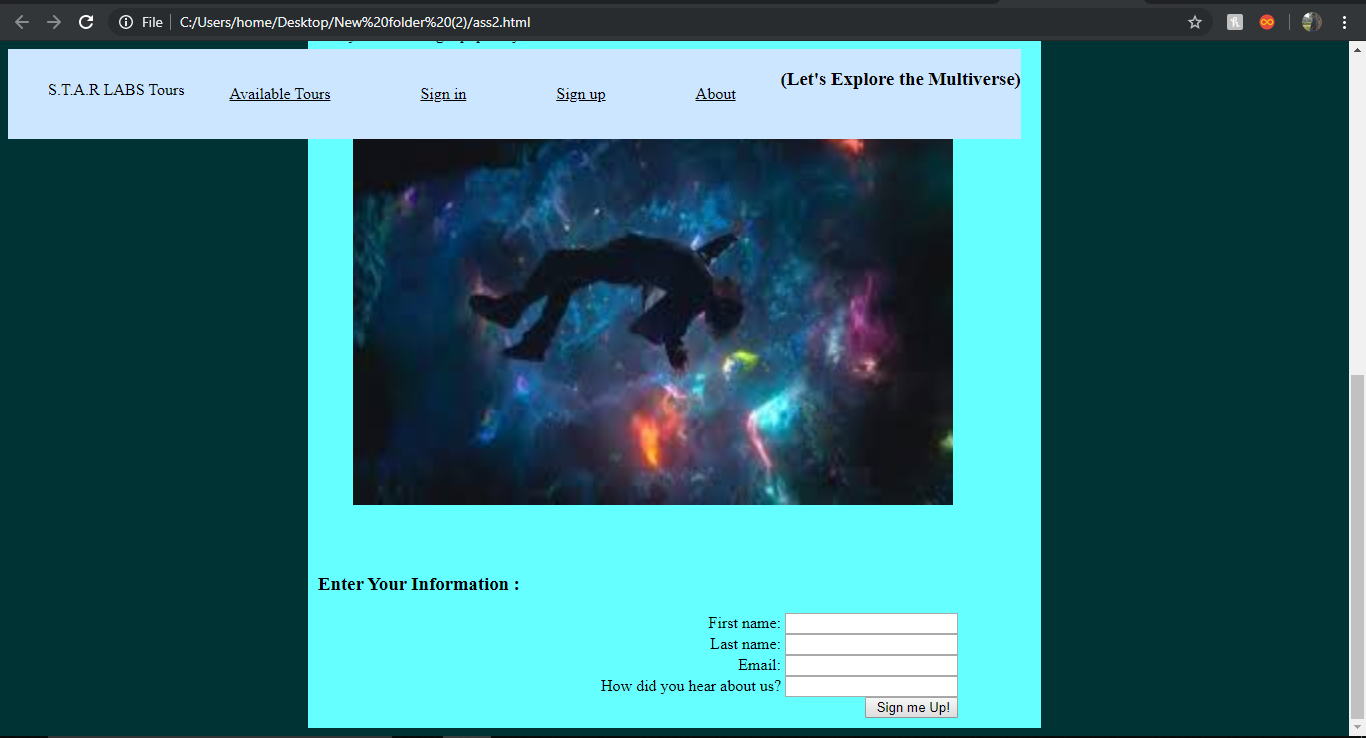 File C:/Users/home/Desktop/New%20folder%20(2)/ass2.html
S.T.A.R LABS Tours Available Tours Sign in Sign up About (Let's Explore the Multiverse)
Enter Your Information :
First name:
Last name:
Email:
How did you hear about us?
Sign me Up!